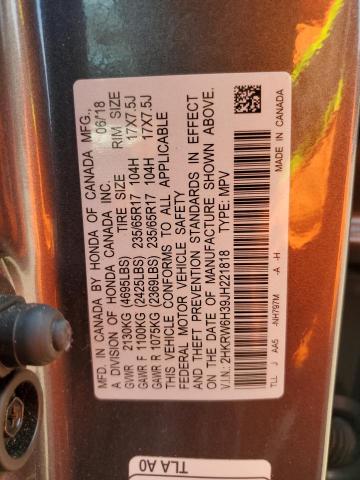 MFD. IN CANADA BY HONDA OF CANADA MFG.,
A DIVISION OF HONDA CANADA INC. 06/18
TIRE SIZE RIM SIZE
GVWR 2130KG (4695LBS)
GAWR F 1100KG (2425LBS) 235/65R17 104H 17X7.5J
GAWR R 1075KG (2369LBS) 235/65R17 104H 17X7.5J
THIS VEHICLE CONFORMS TO ALL APPLICABLE
FEDERAL MOTOR VEHICLE SAFETY
AND THEFT PREVENTION STANDARDS IN EFFECT
ON THE DATE OF MANUFACTURE SHOWN ABOVE.
V.I.N.: 2HKRW6H39JH221818 TYPE: MPV
TLL J AA5 -NH797M -A -H MADE IN CANADA
TLA A0